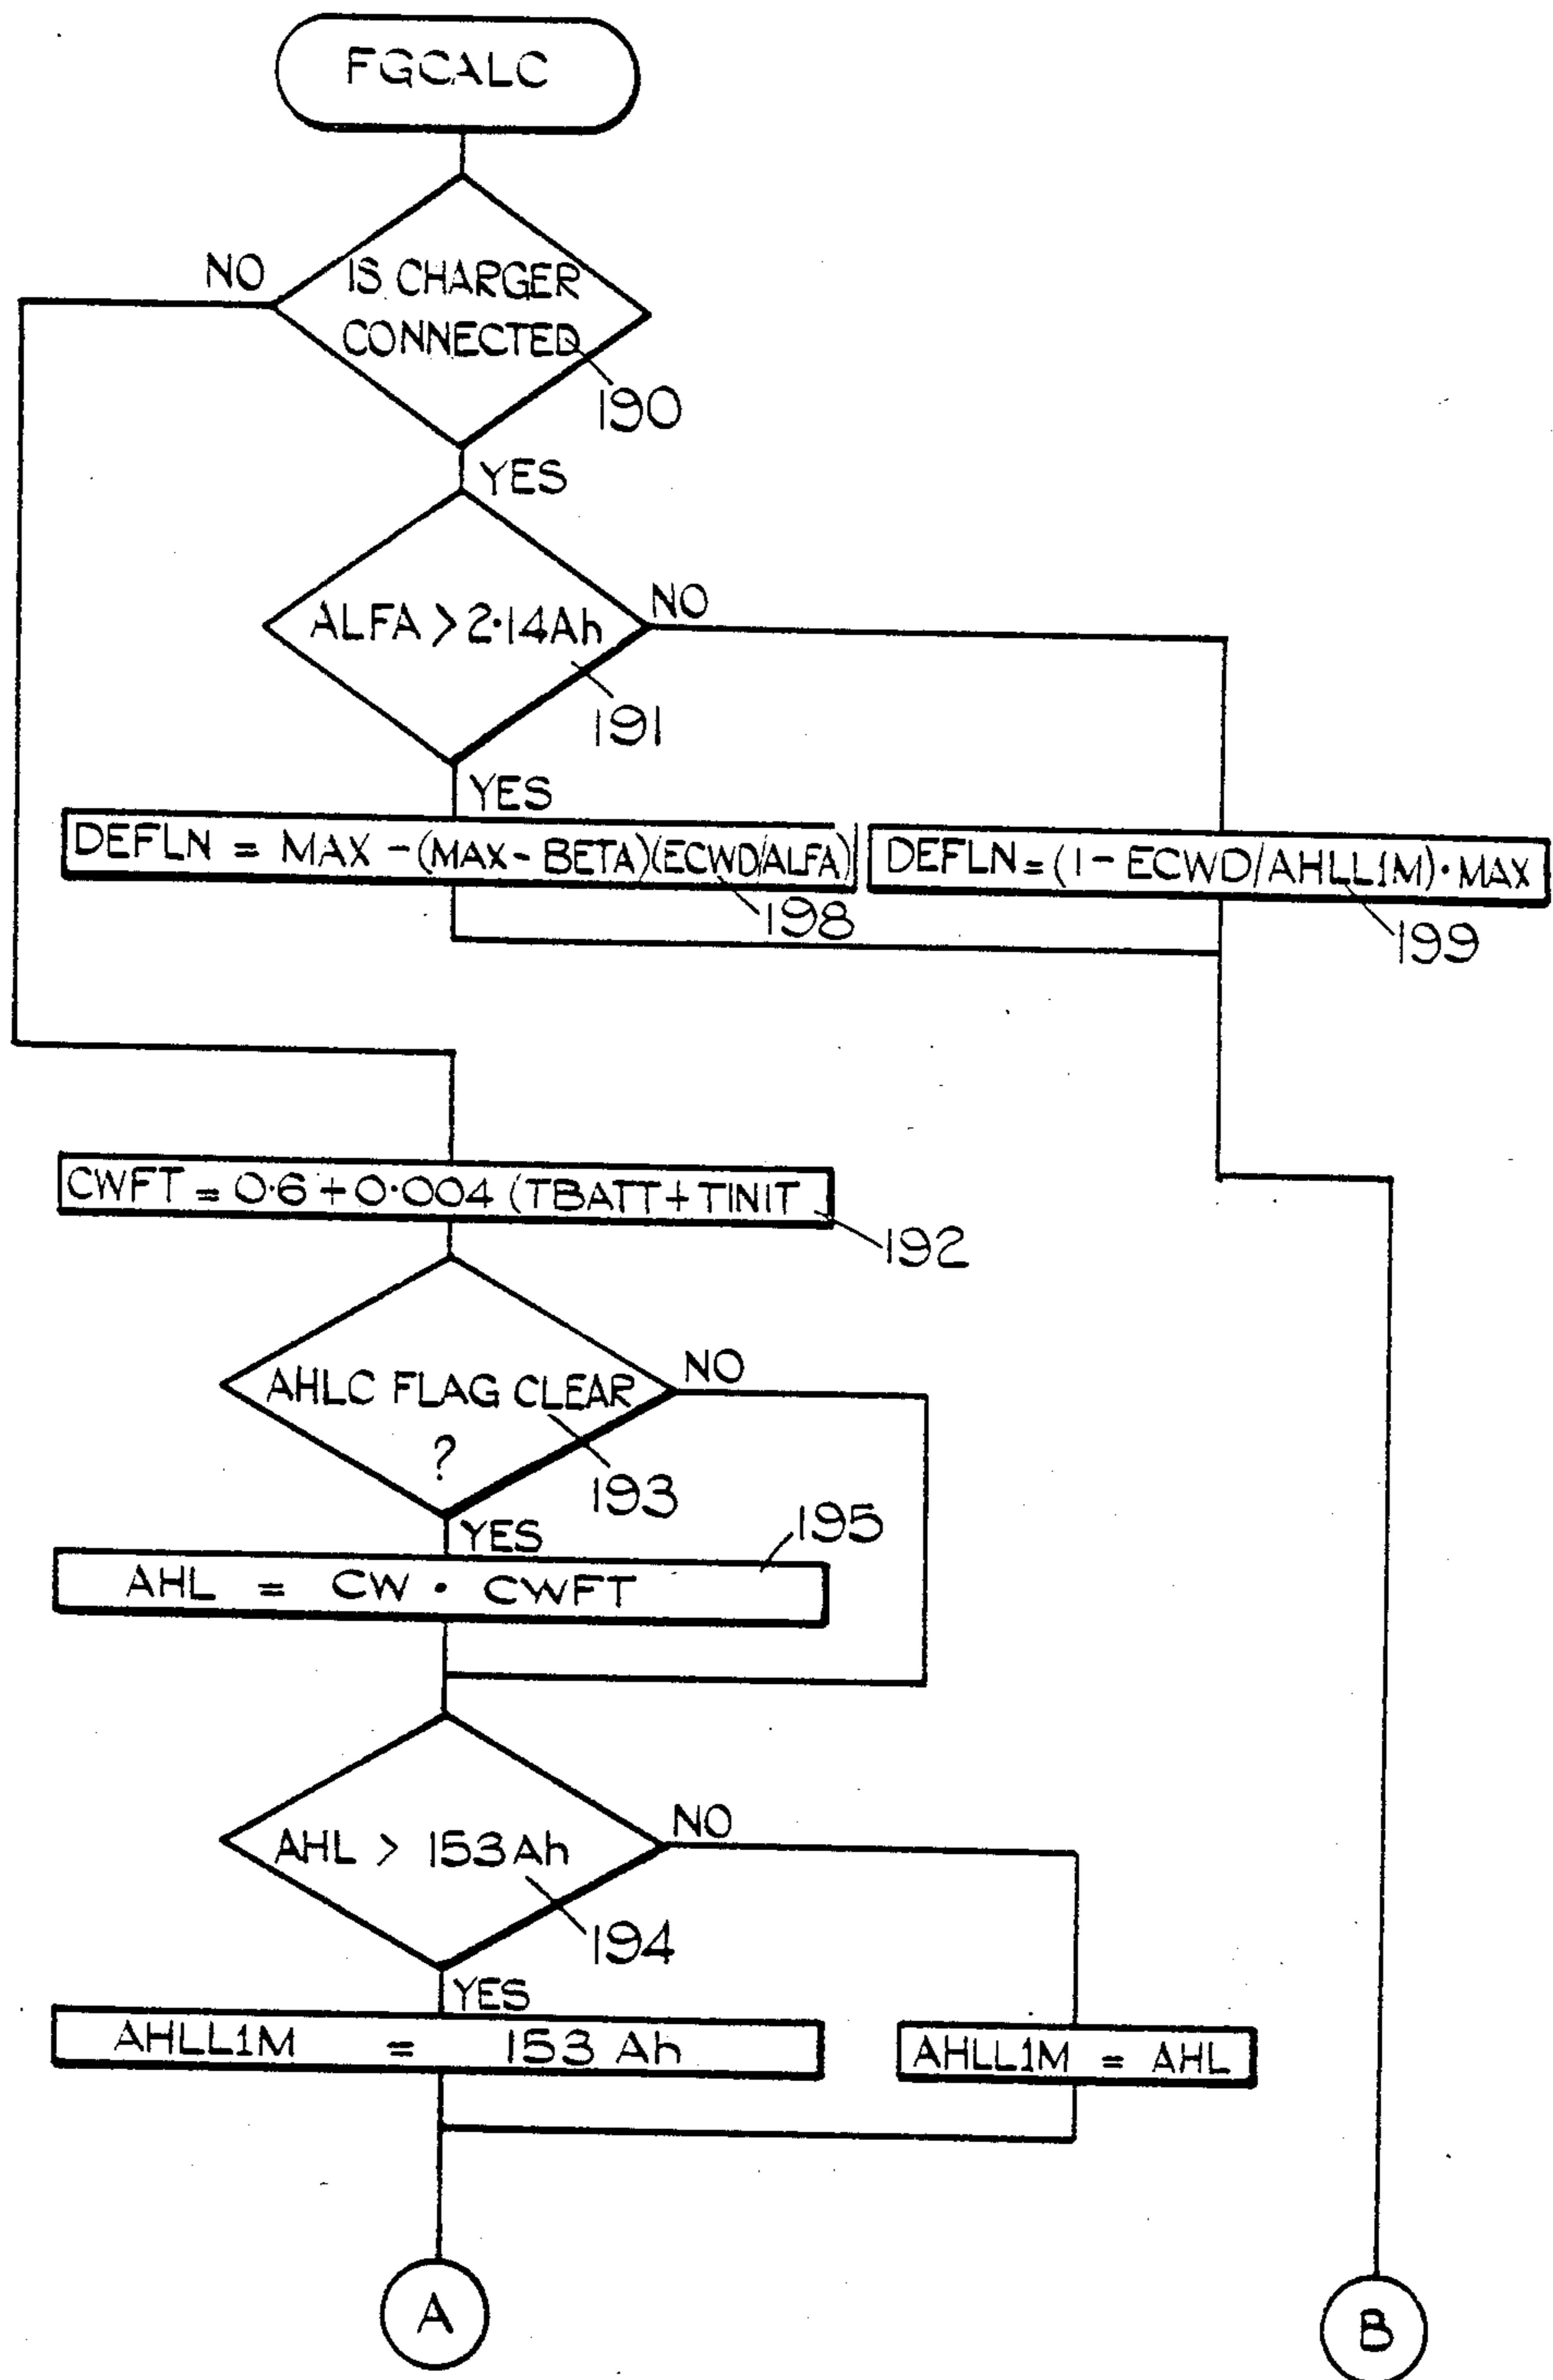 FGCALC
NO
IS CHARGER
CONNECTED
190
YES
ALFA > 2·14Ah
NO
191
YES
DEFLN = MAX - (MAX - BETA)(ECWD/ALFA)
DEFLN = (1 - ECWD/AHLL1M)·MAX
198
199
CWFT = 0·6 + 0·004 (TBATT + TINIT
192
AHLC FLAG CLEAR
?
NO
193
YES
195
AHL = CW · CWFT
AHL > 153Ah
NO
194
YES
AHLL1M = 153 Ah
AHLL1M = AHL
A
B